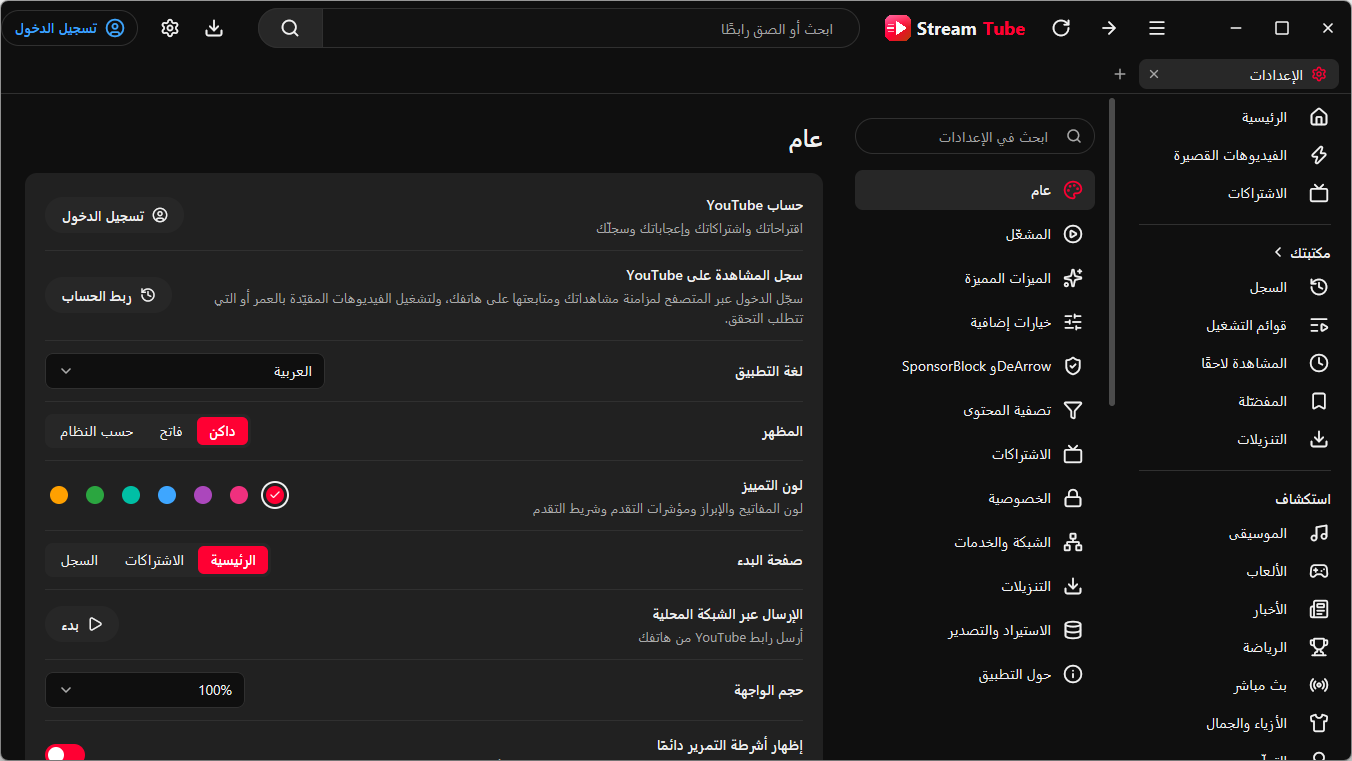 Stream Tube
ابحث أو الصق رابطًا
تسجيل الدخول
الإعدادات
الرئيسية
الفيديوهات القصيرة
الاشتراكات
مكتبتك
السجل
قوائم التشغيل
المشاهدة لاحقًا
المفضّلة
التنزيلات
استكشاف
الموسيقى
الألعاب
الأخبار
الرياضة
بث مباشر
الأزياء والجمال
ابحث في الإعدادات
عام
المشغّل
الميزات المميزة
خيارات إضافية
SponsorBlock وDeArrow
تصفية المحتوى
الاشتراكات
الخصوصية
الشبكة والخدمات
التنزيلات
الاستيراد والتصدير
حول التطبيق
عام
حساب YouTube
اقتراحاتك واشتراكاتك وإعجاباتك وسجلّك
تسجيل الدخول
سجل المشاهدة على YouTube
سجّل الدخول عبر المتصفح لمزامنة مشاهداتك ومتابعتها على هاتفك، ولتشغيل الفيديوهات المقيّدة بالعمر أو التي
تتطلب التحقق.
ربط الحساب
لغة التطبيق
العربية
المظهر
داكن
فاتح
حسب النظام
لون التمييز
لون المفاتيح والإبراز ومؤشرات التقدم وشريط التقدم
صفحة البدء
الرئيسية
الاشتراكات
السجل
الإرسال عبر الشبكة المحلية
أرسل رابط YouTube من هاتفك
بدء
حجم الواجهة
100%
إظهار أشرطة التمرير دائمًا